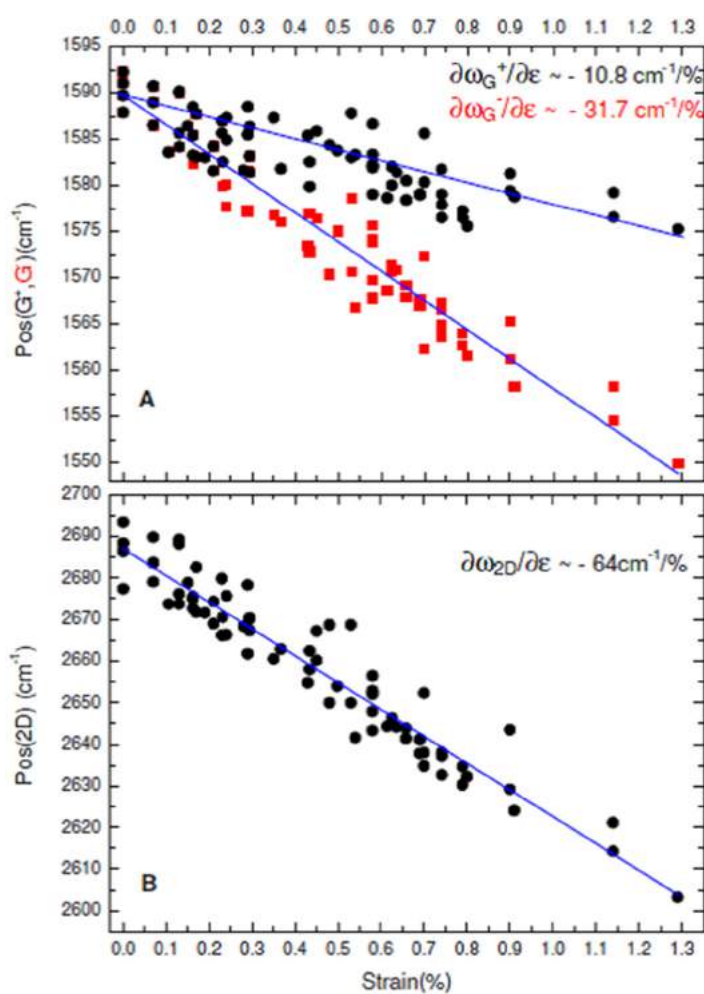 0.0 0.1 0.2 0.3 0.4 0.5 0.6 0.7 0.8 0.9 1.0 1.1 1.2 1.3
∂ω_G⁺/∂ε ~ - 10.8 cm⁻¹/%
∂ω_G⁻/∂ε ~ - 31.7 cm⁻¹/%
1595
1590
1585
1580
1575
1570
1565
1560
1555
1550
Pos(G⁺,G⁻)(cm⁻¹)
A
2700
2690
2680
2670
2660
2650
2640
2630
2620
2610
2600
Pos(2D) (cm⁻¹)
∂ω_2D/∂ε ~ - 64cm⁻¹/%
B
0.0 0.1 0.2 0.3 0.4 0.5 0.6 0.7 0.8 0.9 1.0 1.1 1.2 1.3
Strain(%)